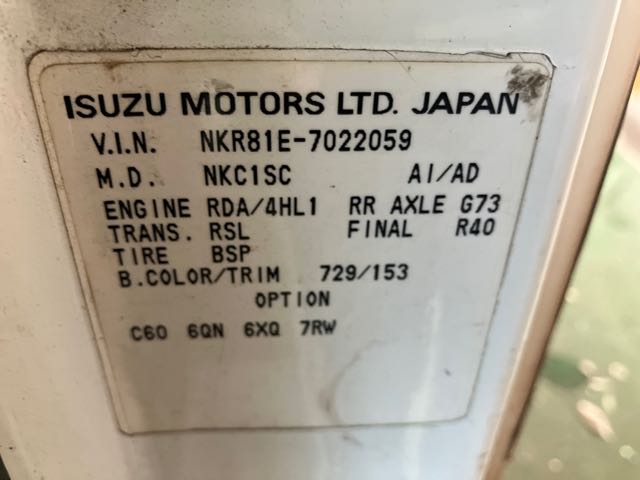 ISUZU MOTORS LTD. JAPAN
V.I.N. NKR81E-7022059
M.D. NKC1SC AI/AD
ENGINE RDA/4HL1 RR AXLE G73
TRANS. RSL FINAL R40
TIRE BSP
B.COLOR/TRIM 729/153
OPTION
C60 6QN 6XQ 7RW